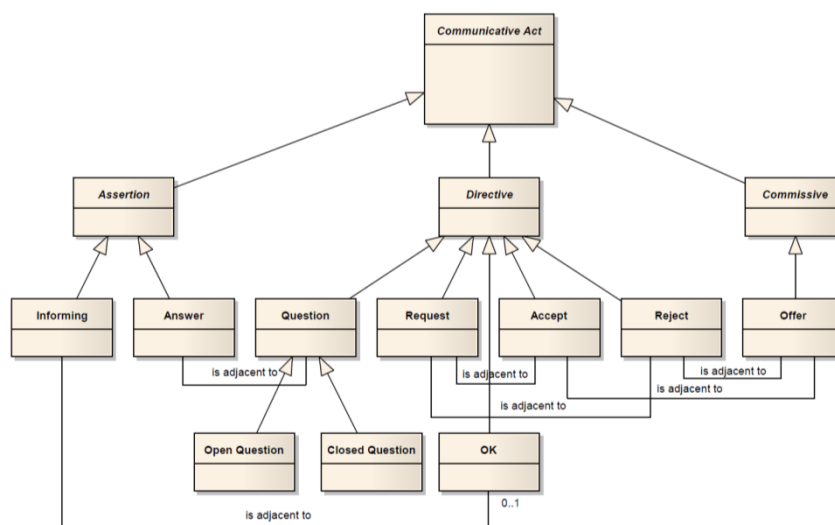 Communicative Act
Assertion
Directive
Commissive
Informing
Answer
Question
Request
Accept
Reject
Offer
is adjacent to
is adjacent to
is adjacent to
is adjacent to
is adjacent to
Open Question
Closed Question
OK
0..1
is adjacent to